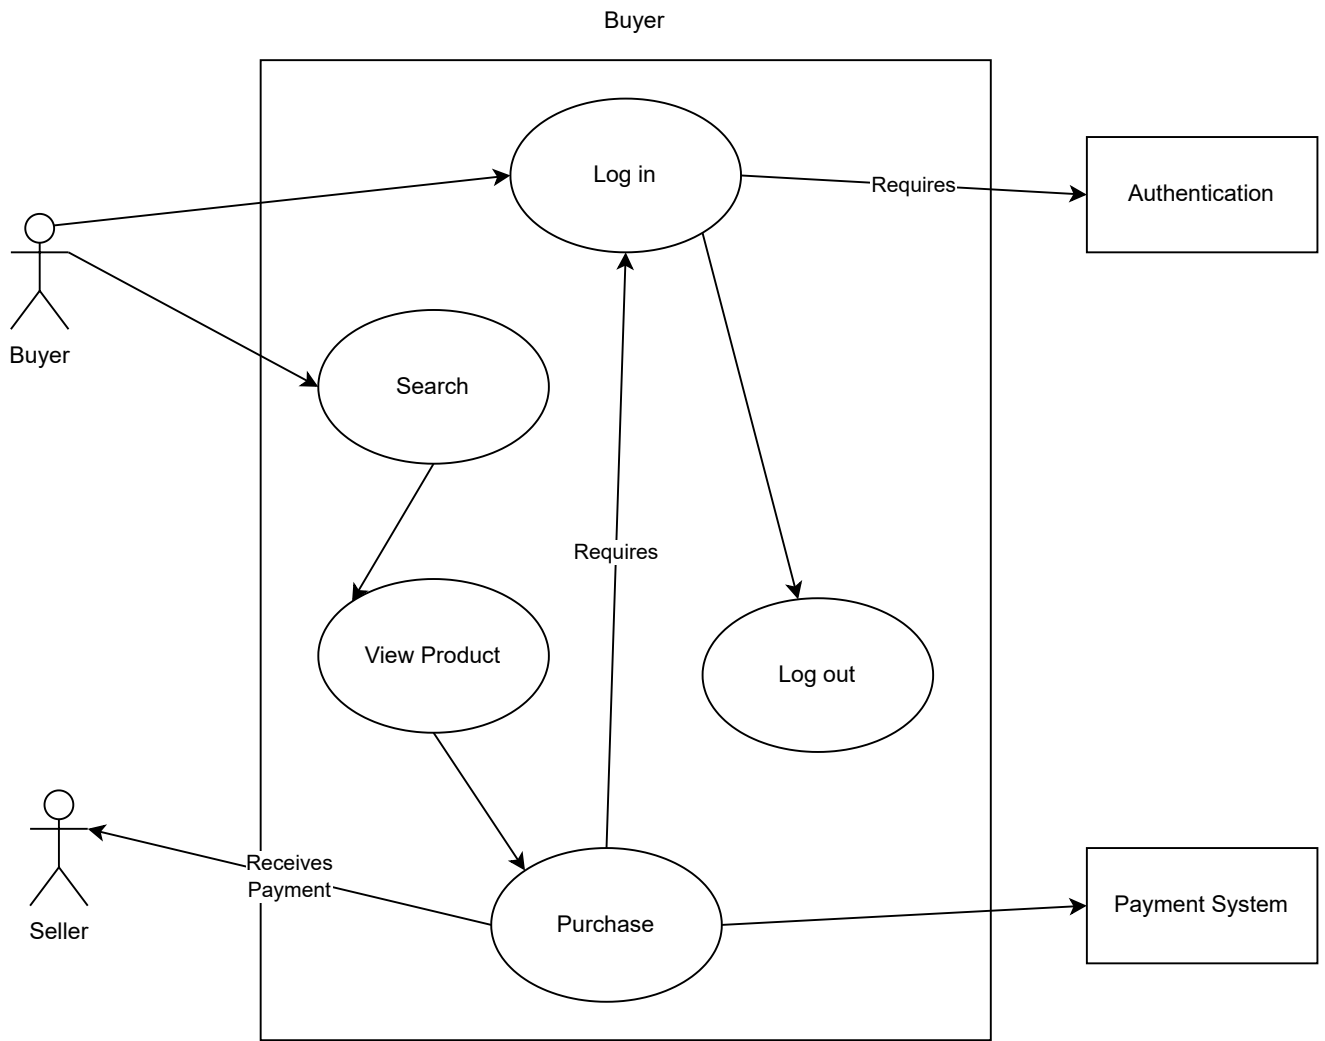 Buyer
Log in
Requires
Authentication
Buyer
Search
Requires
View Product
Log out
Receives
Payment
Seller
Purchase
Payment System